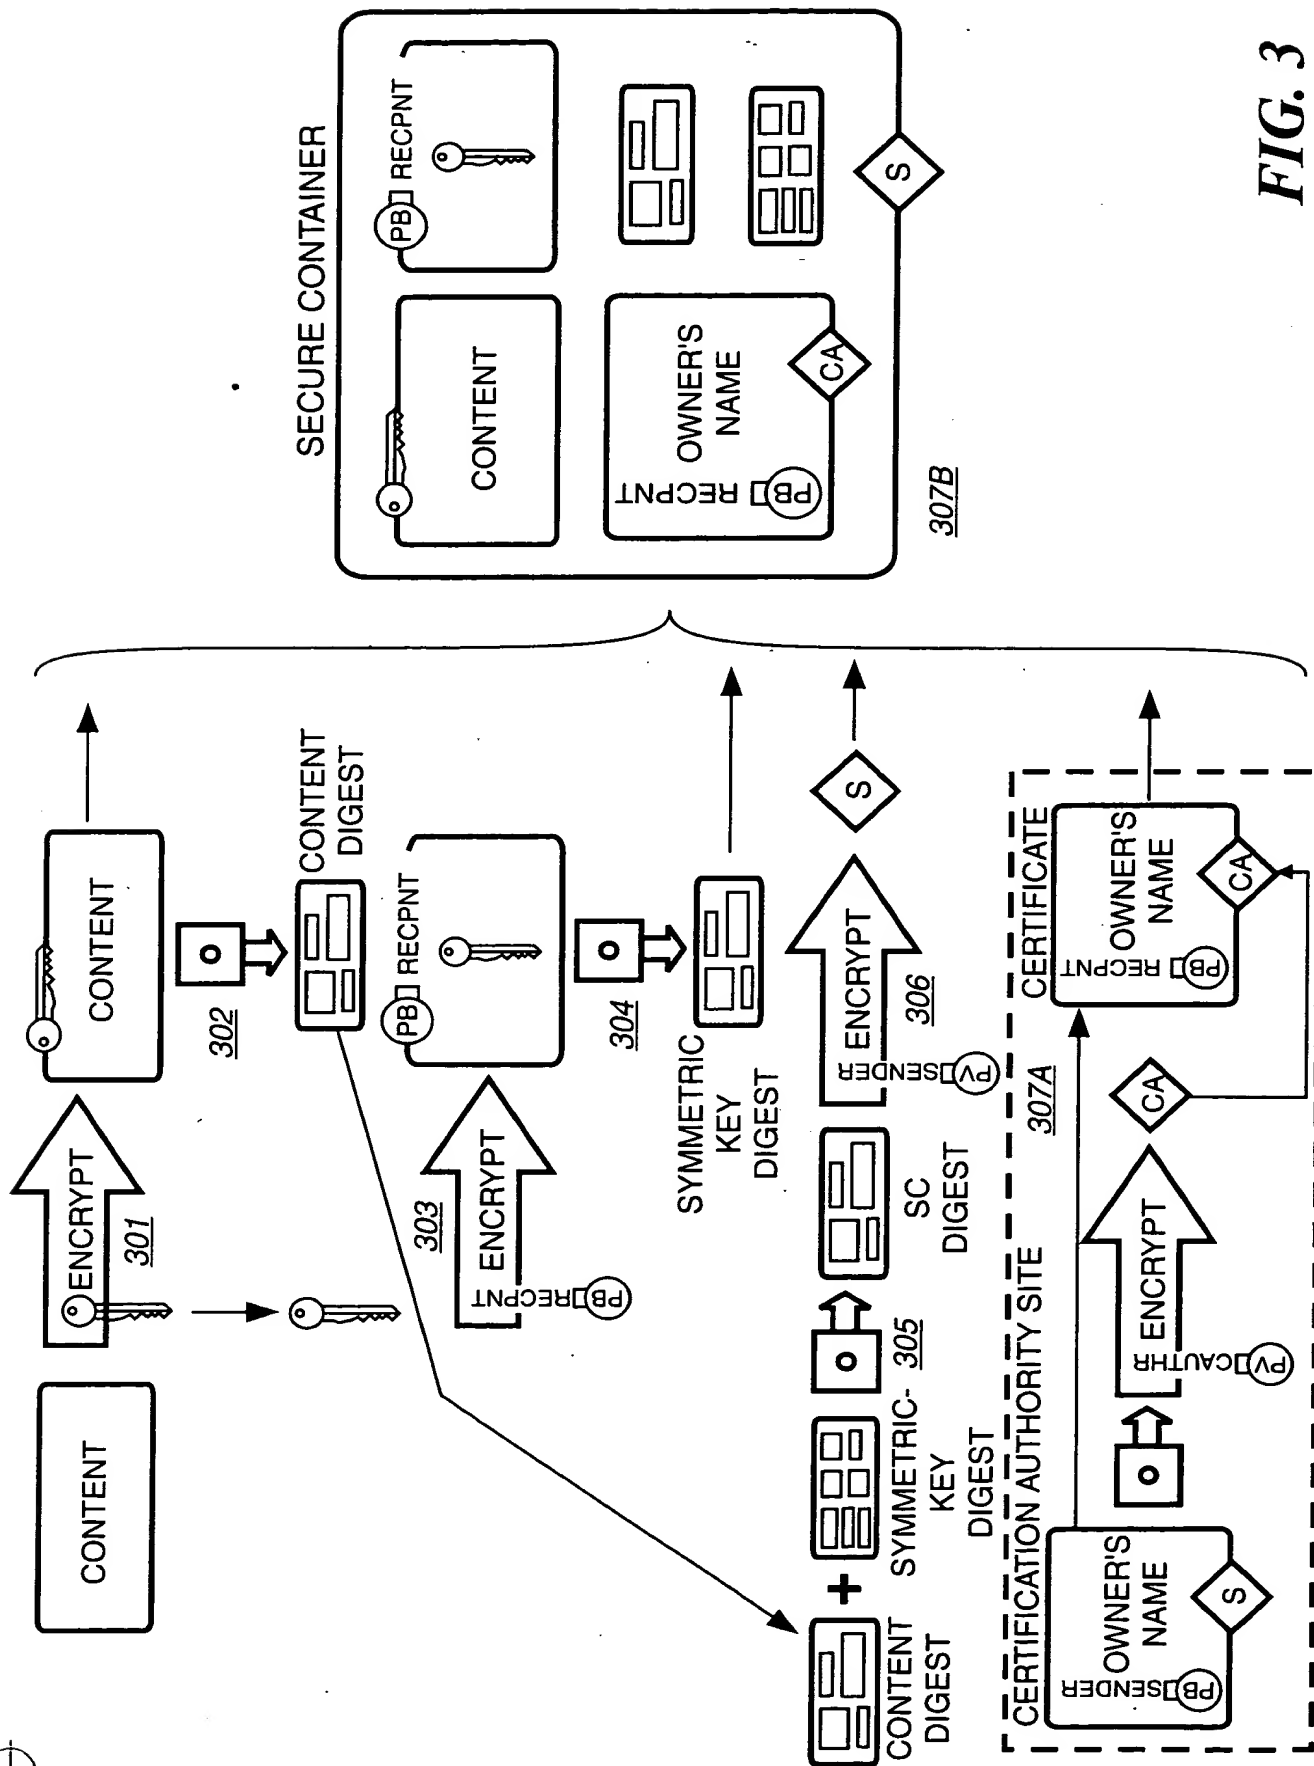 CONTENT
ENCRYPT
301
CONTENT
302
CONTENT
DIGEST
303
ENCRYPT
PB RECPNT
PB RECPNT
304
SYMMETRIC
KEY
DIGEST
CONTENT
DIGEST
+
SYMMETRIC-
KEY
DIGEST
305
SC
DIGEST
ENCRYPT
PV SENDER
306
S
CERTIFICATION AUTHORITY SITE
307A
CERTIFICATE
OWNER'S
NAME
PB SENDER
S
ENCRYPT
PV CAUTHR
CA
OWNER'S
NAME
PB RECPNT
CA
SECURE CONTAINER
CONTENT
PB RECPNT
OWNER'S
NAME
PB RECPNT
CA
S
307B
FIG. 3